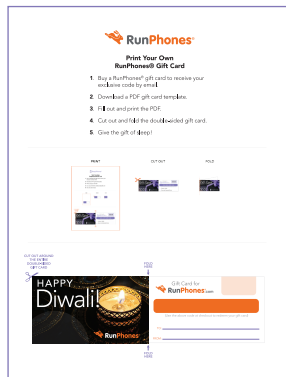 RunPhones®
Print Your Own
RunPhones® Gift Card
1. Buy a RunPhones® gift card to receive your
exclusive code by email.
2. Download a PDF gift card template.
3. Fill out and print the PDF.
4. Cut out and fold the double-sided gift card.
5. Give the gift of sleep!
PRINT
CUT OUT
FOLD
CUT OUT AROUND
THE ENTIRE
DOUBLE-SIDED
GIFT CARD
FOLD
HERE
HAPPY
Diwali!
RunPhones®
Gift Card for
RunPhones.com
FOLD
HERE